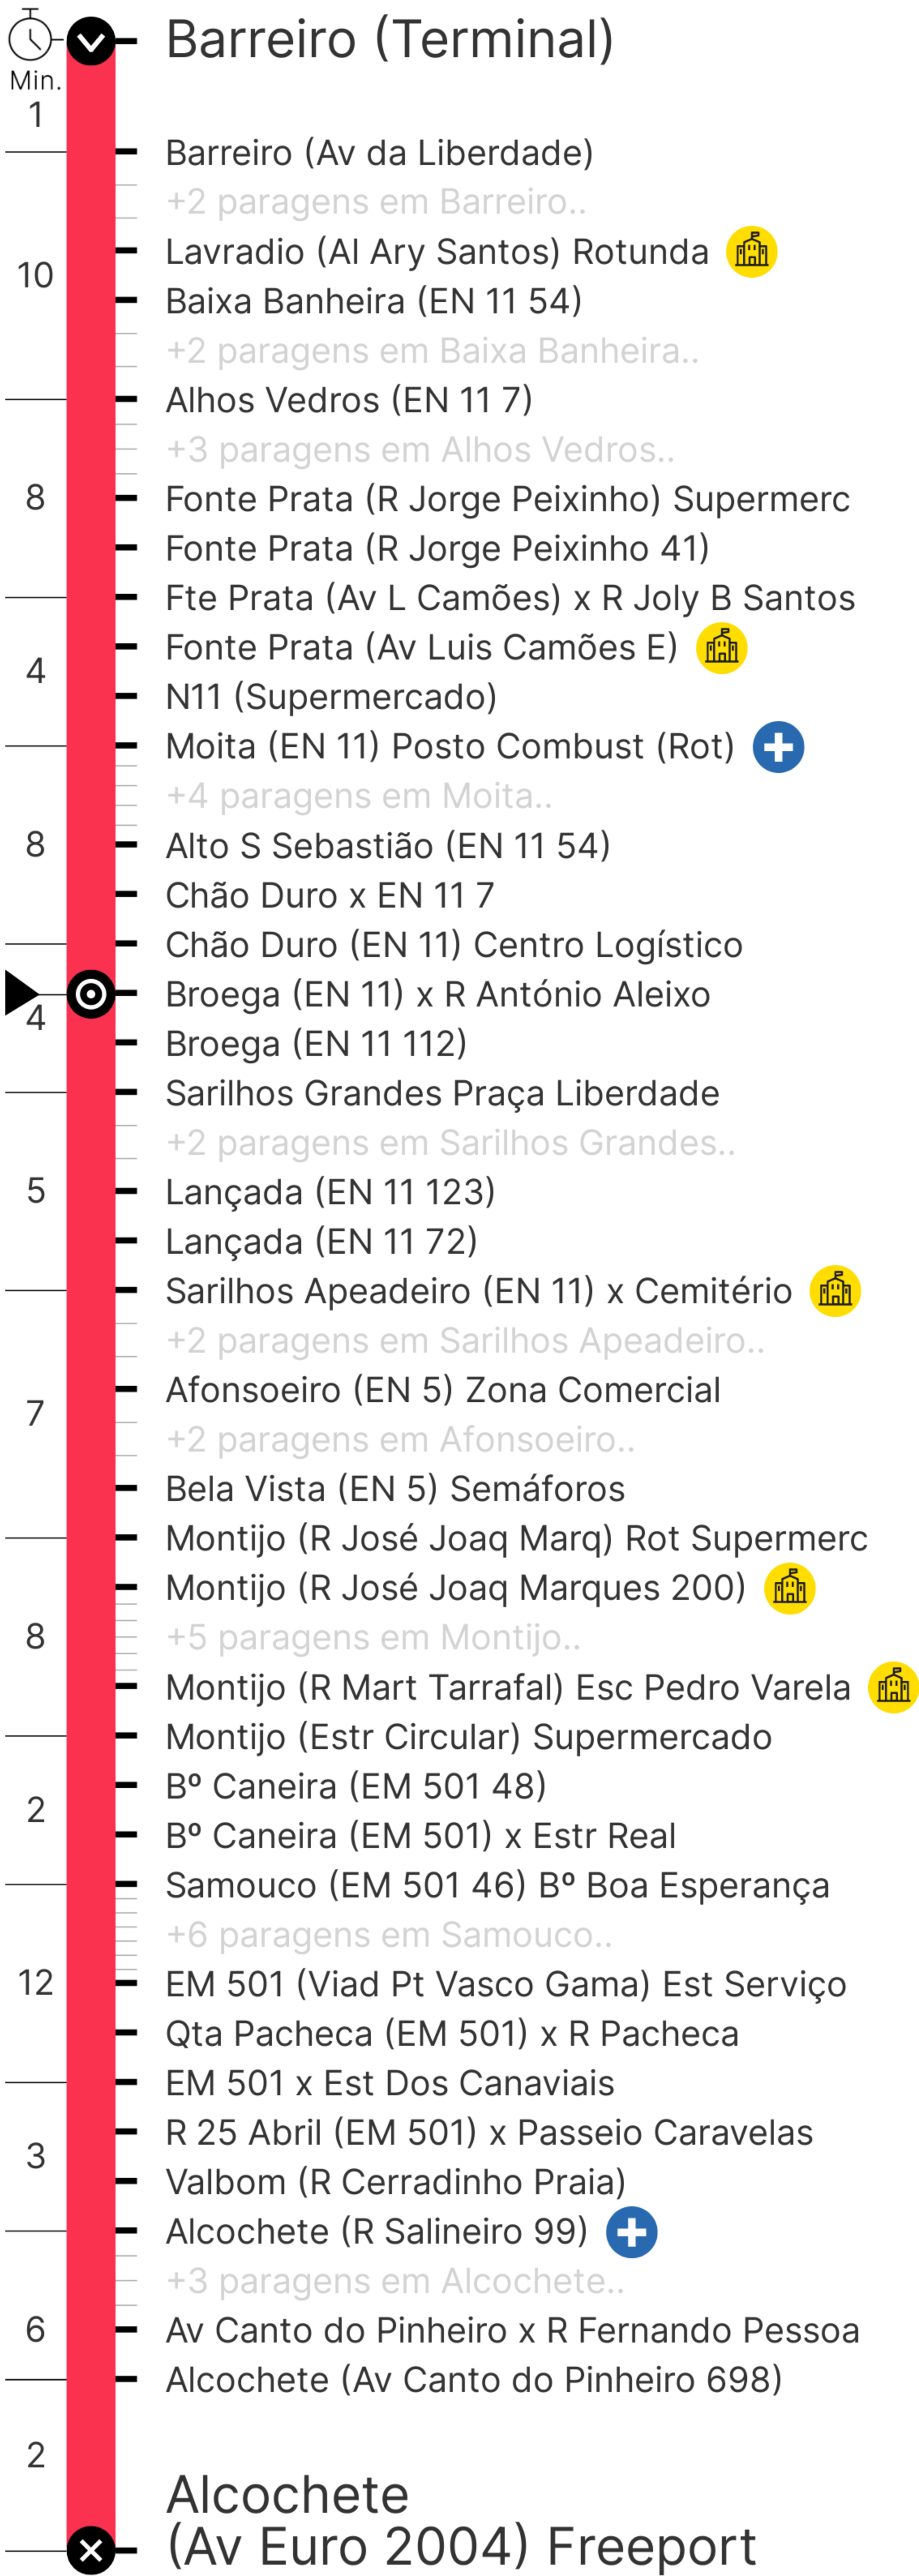 Barreiro (Terminal)
Min.
1
Barreiro (Av da Liberdade)
+2 paragens em Barreiro..
Lavradio (Al Ary Santos) Rotunda
10
Baixa Banheira (EN 11 54)
+2 paragens em Baixa Banheira..
Alhos Vedros (EN 11 7)
+3 paragens em Alhos Vedros..
8
Fonte Prata (R Jorge Peixinho) Supermerc
Fonte Prata (R Jorge Peixinho 41)
Fte Prata (Av L Camões) x R Joly B Santos
Fonte Prata (Av Luis Camões E)
4
N11 (Supermercado)
Moita (EN 11) Posto Combust (Rot)
+4 paragens em Moita..
8
Alto S Sebastião (EN 11 54)
Chão Duro x EN 11 7
Chão Duro (EN 11) Centro Logístico
Broega (EN 11) x R António Aleixo
4
Broega (EN 11 112)
Sarilhos Grandes Praça Liberdade
+2 paragens em Sarilhos Grandes..
5
Lançada (EN 11 123)
Lançada (EN 11 72)
Sarilhos Apeadeiro (EN 11) x Cemitério
+2 paragens em Sarilhos Apeadeiro..
Afonsoeiro (EN 5) Zona Comercial
7
+2 paragens em Afonsoeiro..
Bela Vista (EN 5) Semáforos
Montijo (R José Joaq Marq) Rot Supermerc
Montijo (R José Joaq Marques 200)
8
+5 paragens em Montijo..
Montijo (R Mart Tarrafal) Esc Pedro Varela
Montijo (Estr Circular) Supermercado
Bº Caneira (EM 501 48)
2
Bº Caneira (EM 501) x Estr Real
Samouco (EM 501 46) Bº Boa Esperança
+6 paragens em Samouco..
12
EM 501 (Viad Pt Vasco Gama) Est Serviço
Qta Pacheca (EM 501) x R Pacheca
EM 501 x Est Dos Canaviais
R 25 Abril (EM 501) x Passeio Caravelas
3
Valbom (R Cerradinho Praia)
Alcochete (R Salineiro 99)
+3 paragens em Alcochete..
6
Av Canto do Pinheiro x R Fernando Pessoa
Alcochete (Av Canto do Pinheiro 698)
2
Alcochete
(Av Euro 2004) Freeport